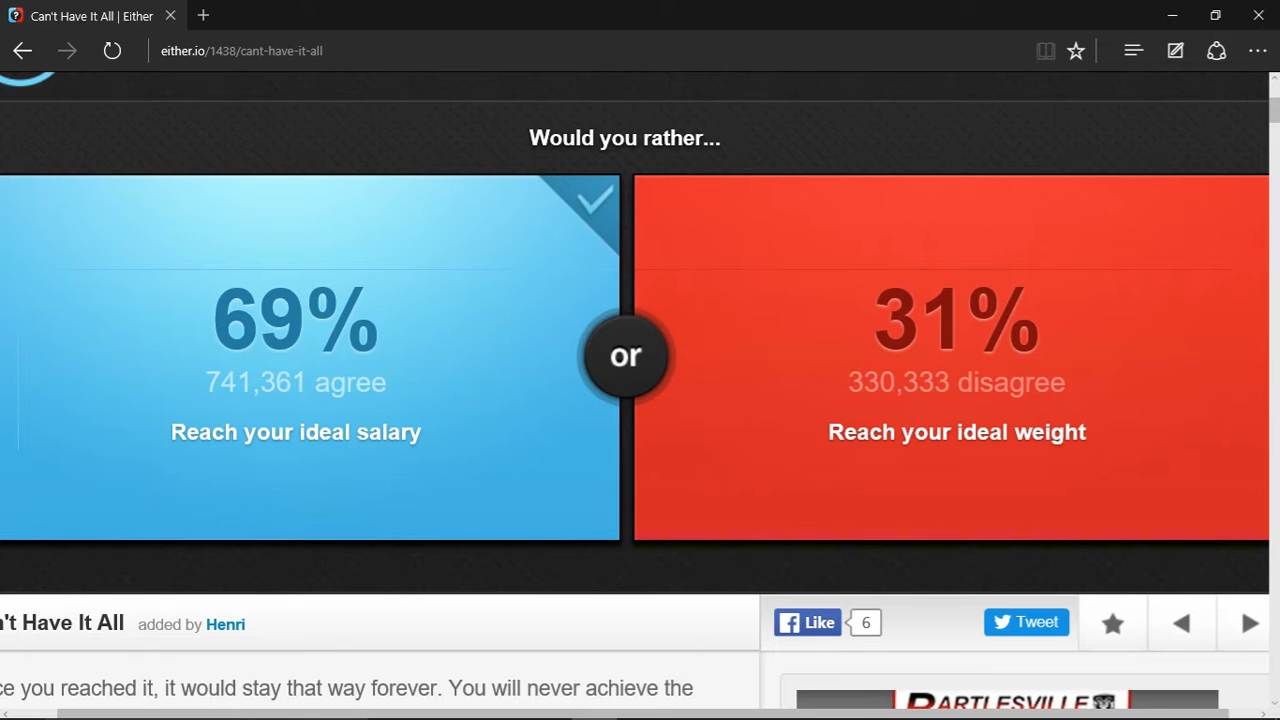 Can't Have It All | Either
either.io/1438/cant-have-it-all
Would you rather...
69%
741,361 agree
Reach your ideal salary
or
31%
330,333 disagree
Reach your ideal weight
't Have It All added by Henri
Like 6
Tweet
ce you reached it, it would stay that way forever. You will never achieve the
BARTLESVILLE